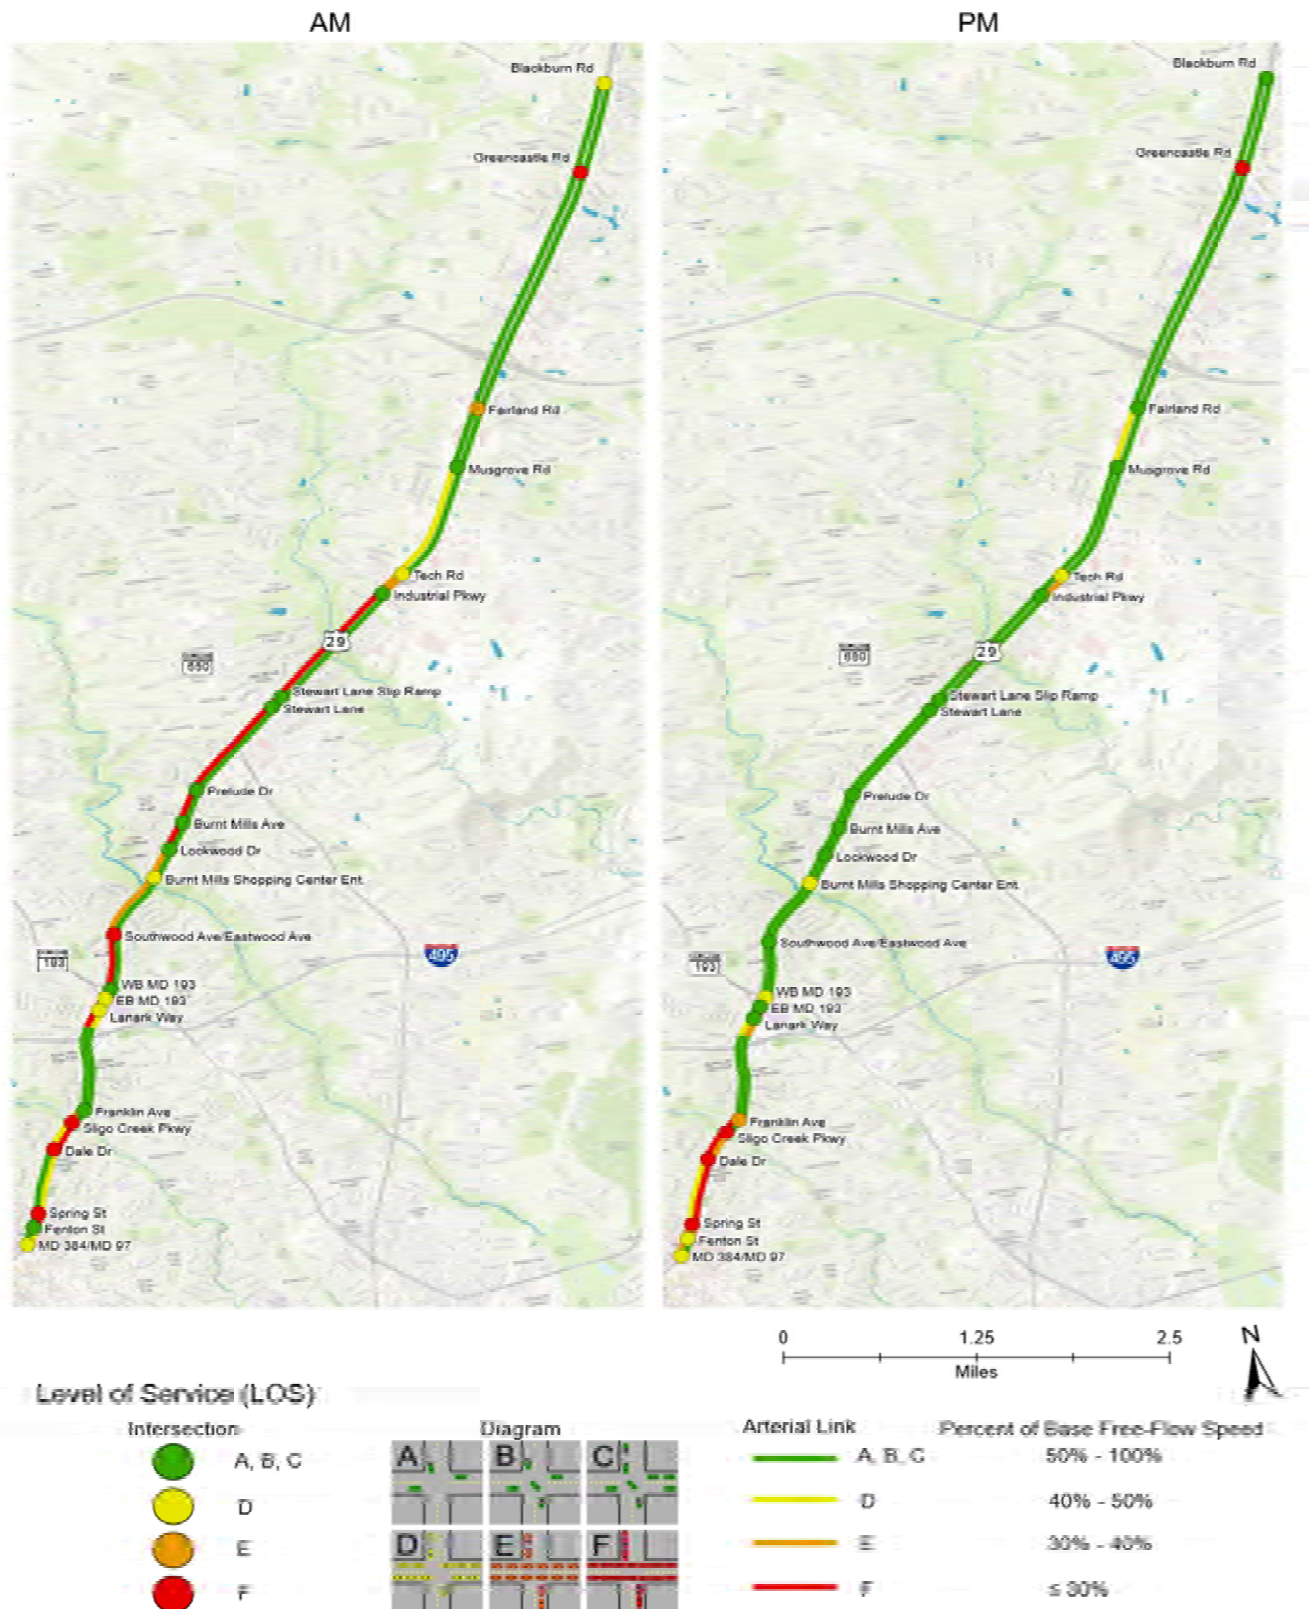 AM
PM
Blackburn Rd
Greencastle Rd
Fairland Rd
Musgrove Rd
Tech Rd
Industrial Pkwy
29
650
Stewart Lane Slip Ramp
Stewart Lane
Prelude Dr
Burnt Mills Ave
Lockwood Dr
Burnt Mills Shopping Center Ent.
Southwood Ave/Eastwood Ave
193
495
WB MD 193
EB MD 193
Lanark Way
Franklin Ave
Sligo Creek Pkwy
Dale Dr
Spring St
Fenton St
MD 384/MD 97
Blackburn Rd
Greencastle Rd
Fairland Rd
Musgrove Rd
Tech Rd
Industrial Pkwy
29
650
Stewart Lane Slip Ramp
Stewart Lane
Prelude Dr
Burnt Mills Ave
Lockwood Dr
Burnt Mills Shopping Center Ent.
Southwood Ave/Eastwood Ave
193
495
WB MD 193
EB MD 193
Lanark Way
Franklin Ave
Sligo Creek Pkwy
Dale Dr
Spring St
Fenton St
MD 384/MD 97
0 1.25 2.5
Miles
N
Level of Service (LOS)
Intersection Diagram Arterial Link Percent of Base Free-Flow Speed
A, B, C A B C A, B, C 50% - 100%
D D 40% - 50%
E D E F E 30% - 40%
F F ≤ 30%